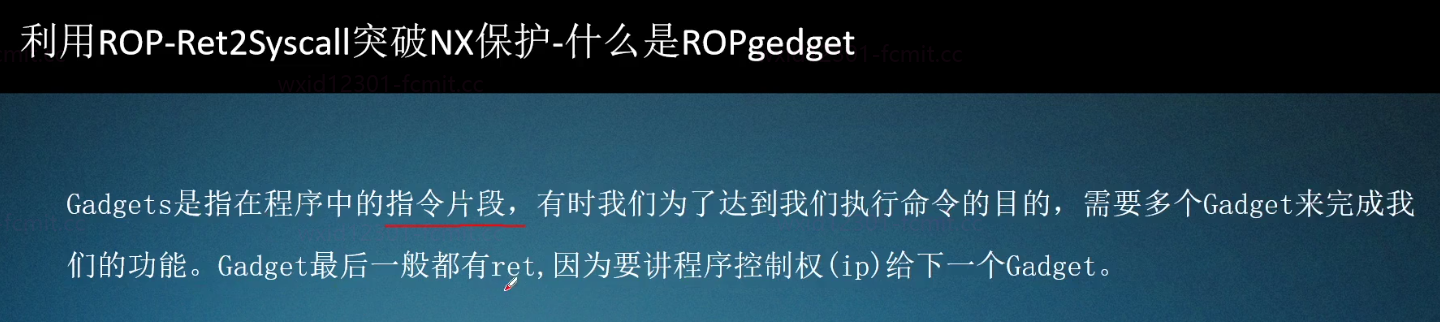 利用ROP-Ret2Syscall突破NX保护-什么是ROPgedget
wxid12301-fcmit.cc
Gadgets是指在程序中的指令片段，有时我们为了达到我们执行命令的目的，需要多个Gadget来完成我
们的功能。Gadget最后一般都有ret,因为要讲程序控制权(ip)给下一个Gadget。